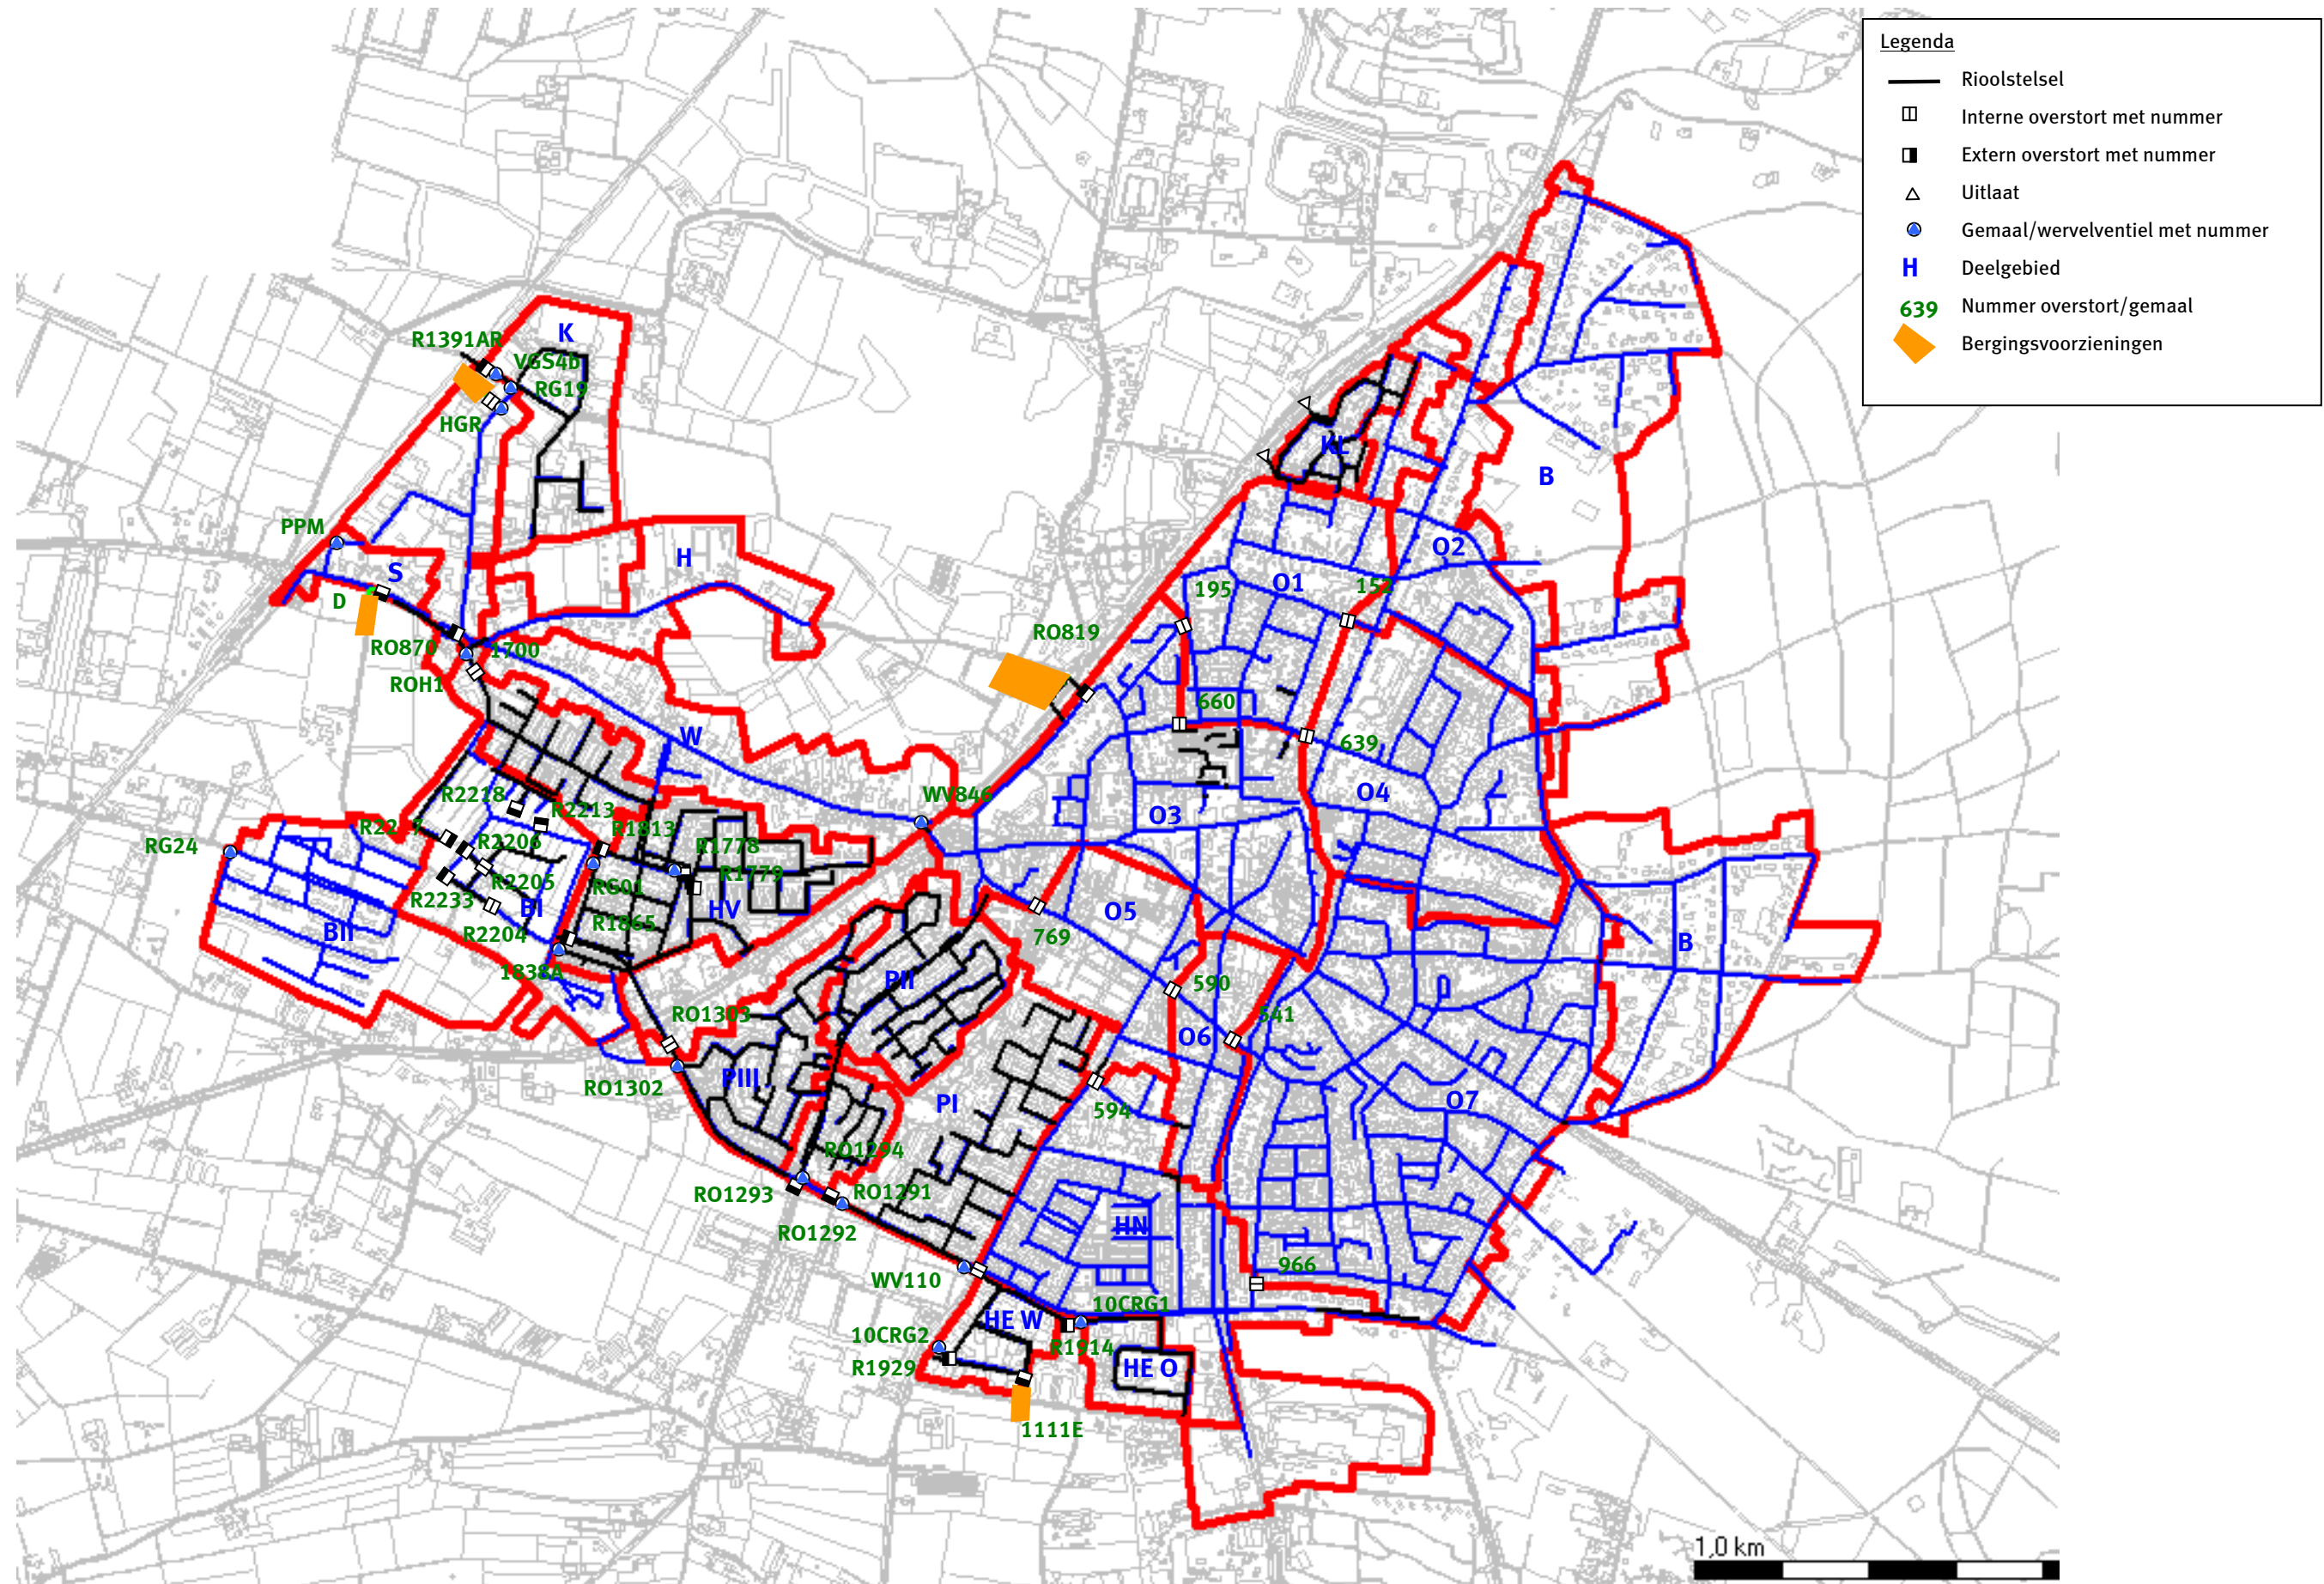 Legenda
Rioolstelsel
Interne overstort met nummer
Extern overstort met nummer
Uitlaat
Gemaal/wervelventiel met nummer
H Deelgebied
639 Nummer overstort/gemaal
Bergingsvoorzieningen
K
R1391AR
VGS4b
RG19
HGR
KL
B
PPM
H
O2
S
O1
195
D
RO819
RO870
1700
ROH1
660
W
639
R2218
WV846
O4
R2213
O3
R1813
RG24
R2206
R1778
R1779
R2205
RG01
R2233
BI
HV
O5
R1865
BII
R2204
769
B
1838A
PII
590
RO1303
541
O6
PIII
RO1302
PI
594
O7
RO1294
RO1293
RO1291
HN
RO1292
966
WV110
10CRG1
HE W
10CRG2
R1914
R1929
HE O
1111E
1,0 km